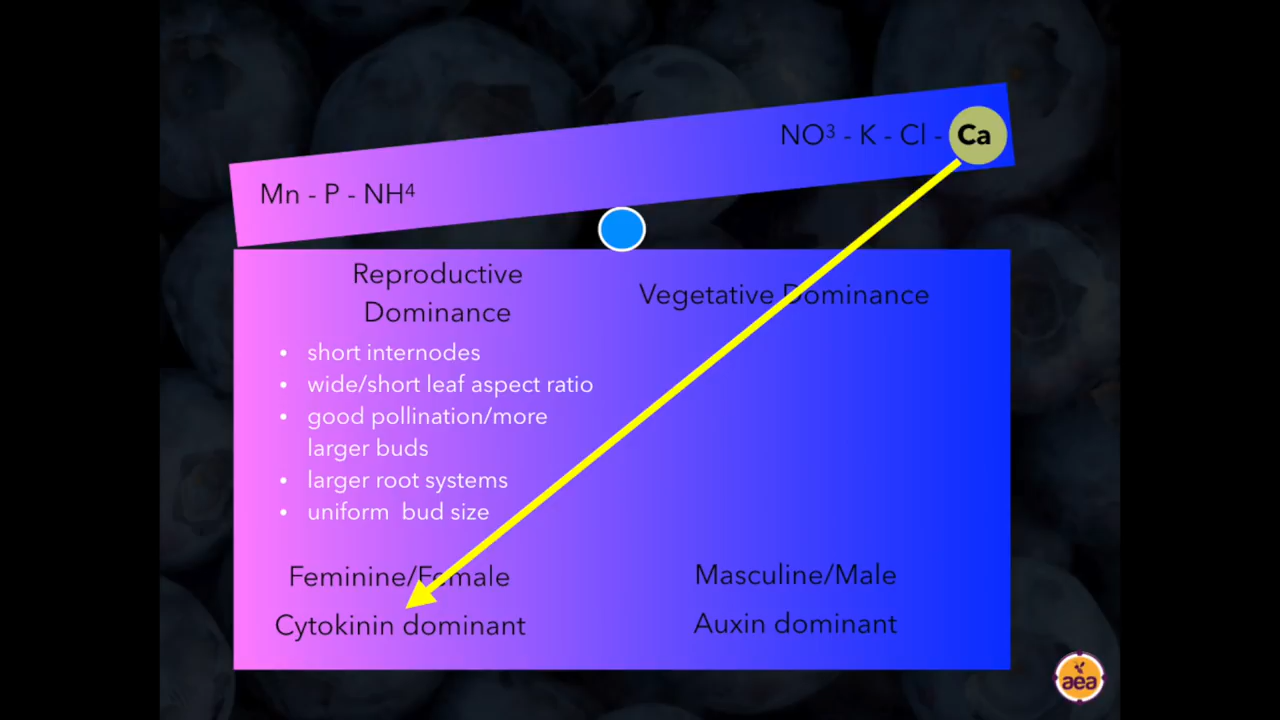 NO³ - K - Cl - Ca
Mn - P - NH⁴
Reproductive
Dominance
Vegetative Dominance
• short internodes
• wide/short leaf aspect ratio
• good pollination/more
larger buds
• larger root systems
• uniform bud size
Feminine/Female
Masculine/Male
Cytokinin dominant
Auxin dominant
aea